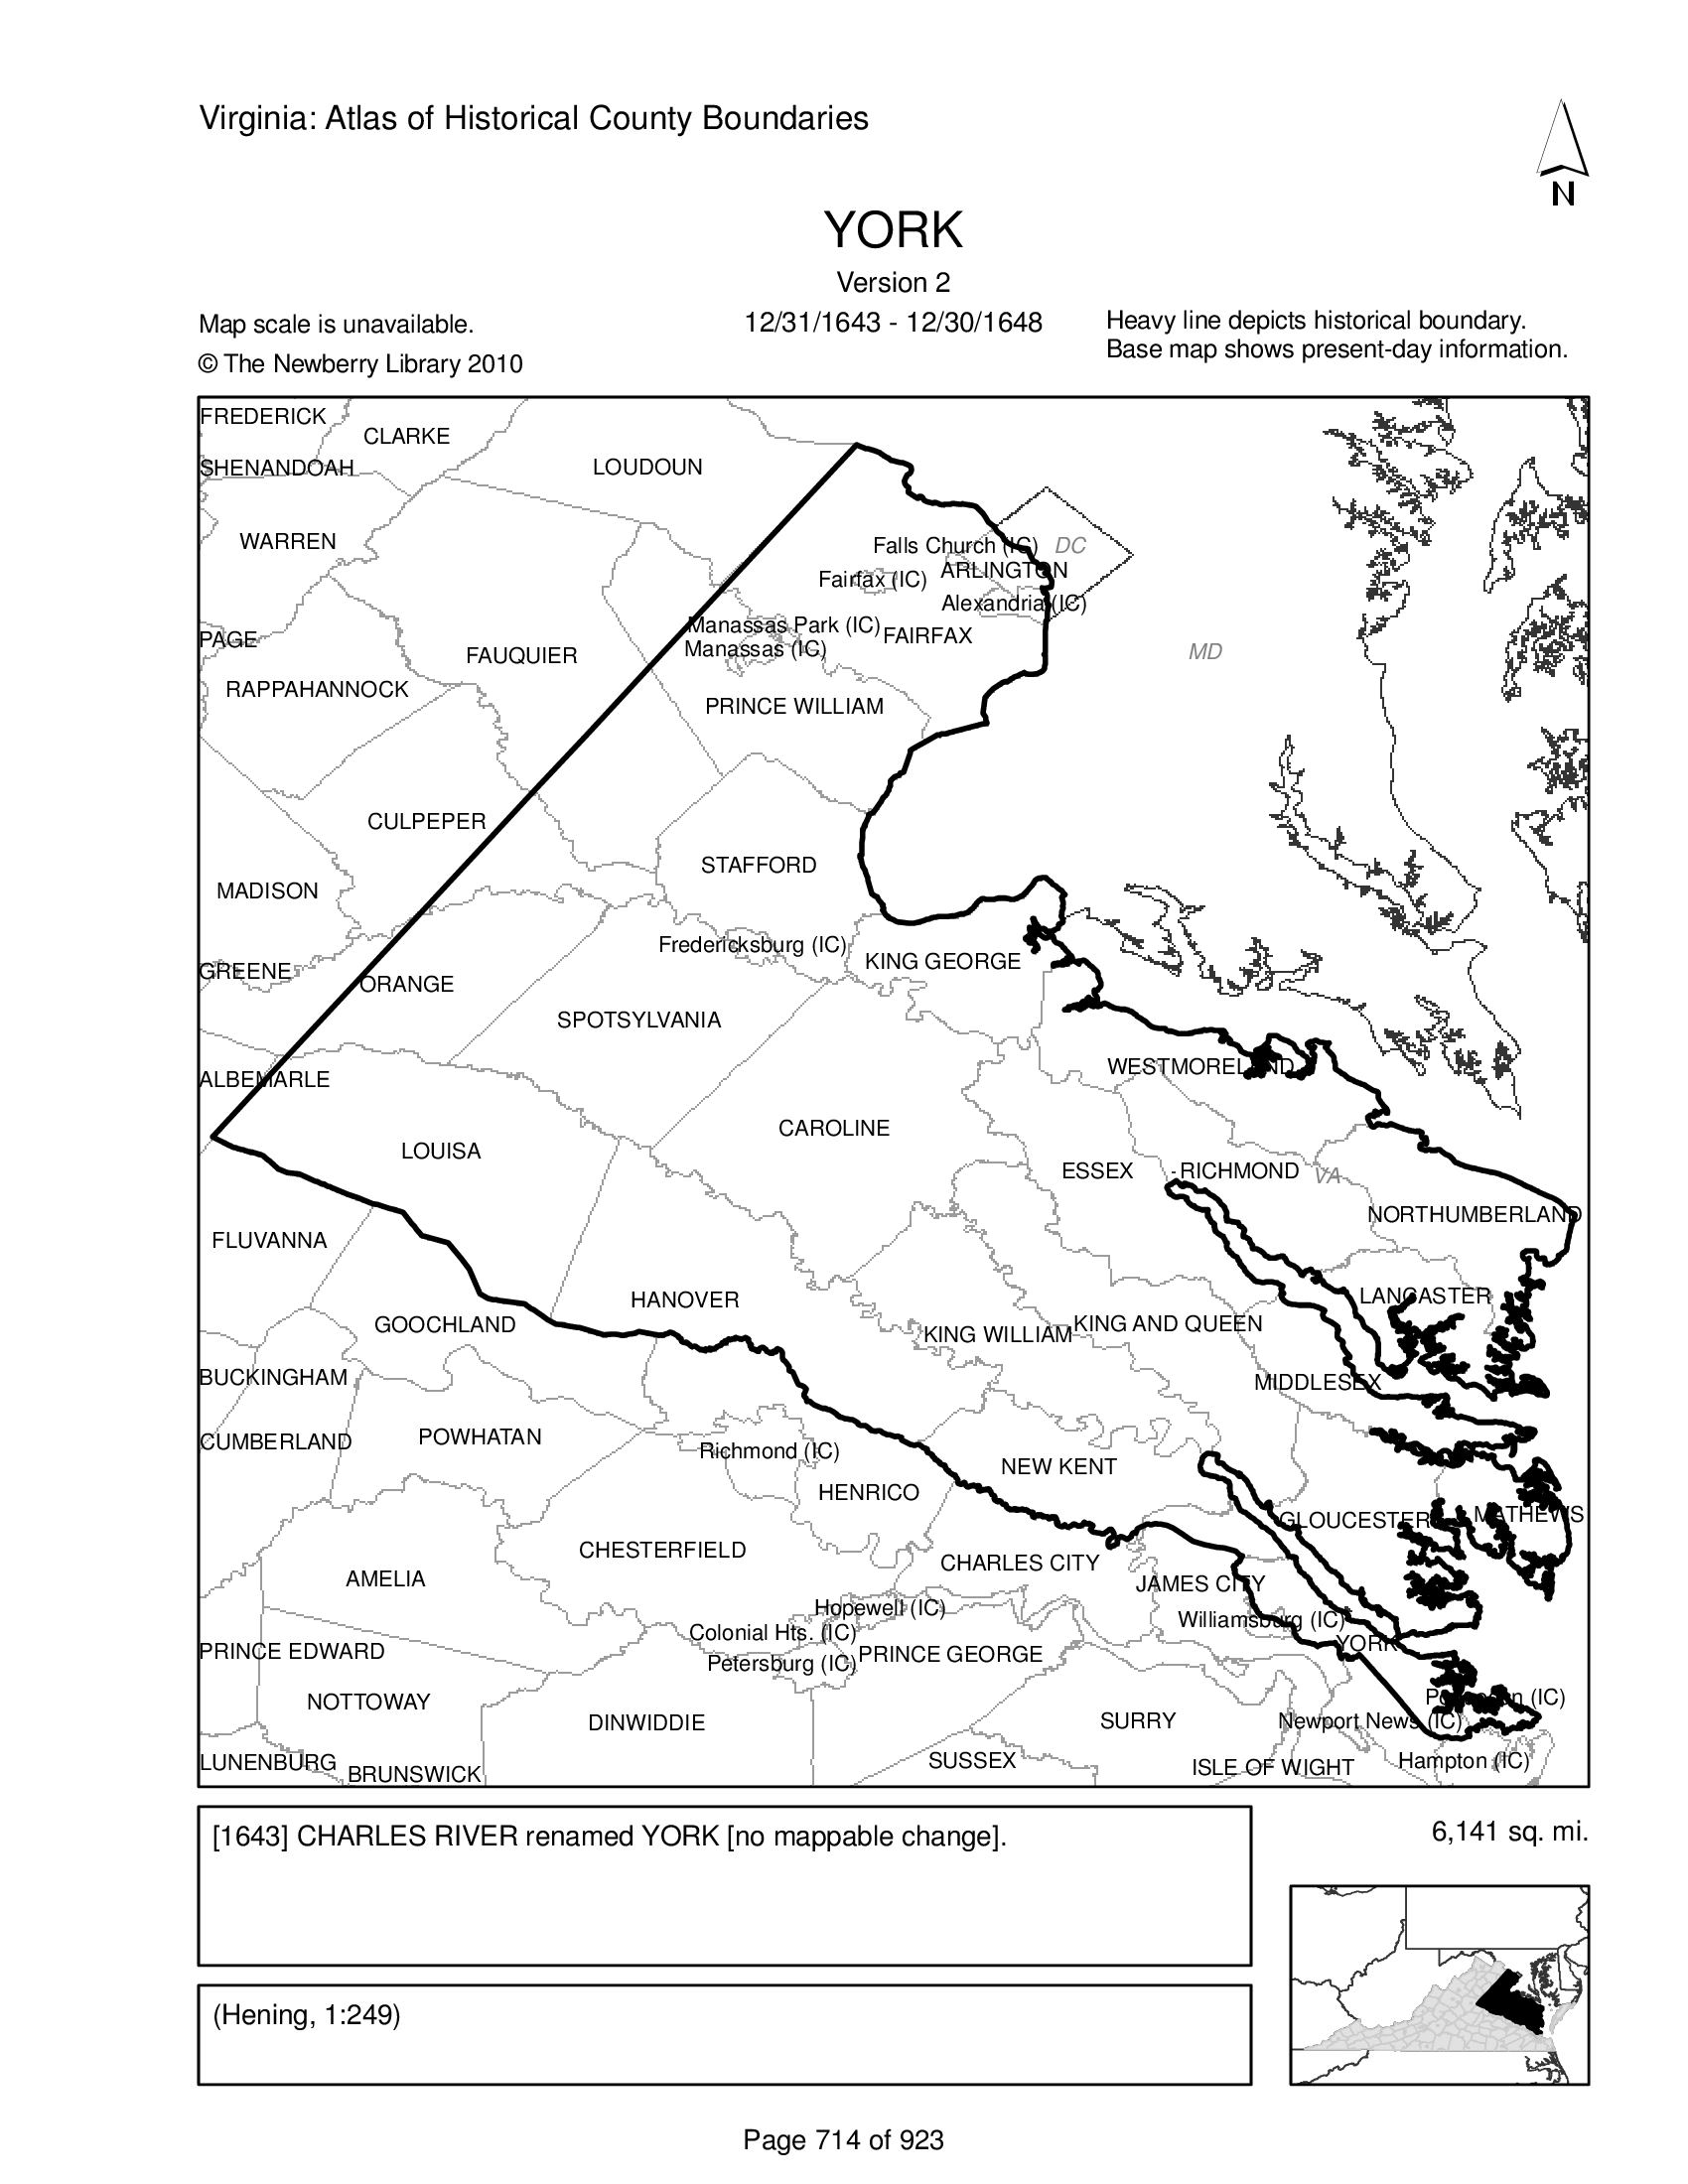 Virginia: Atlas of Historical County Boundaries
N
YORK
Version 2
12/31/1643 - 12/30/1648
Map scale is unavailable.
© The Newberry Library 2010
Heavy line depicts historical boundary.
Base map shows present-day information.
FREDERICK
CLARKE
SHENANDOAH
LOUDOUN
WARREN
Falls Church (IC)
DC
ARLINGTON
Fairfax (IC)
Alexandria (IC)
Manassas Park (IC)
FAIRFAX
PAGE
Manassas (IC)
FAUQUIER
MD
RAPPAHANNOCK
PRINCE WILLIAM
CULPEPER
STAFFORD
MADISON
Fredericksburg (IC)
KING GEORGE
GREENE
ORANGE
SPOTSYLVANIA
WESTMORELAND
ALBEMARLE
CAROLINE
LOUISA
ESSEX
RICHMOND
VA
NORTHUMBERLAND
FLUVANNA
LANCASTER
HANOVER
GOOCHLAND
KING WILLIAM
KING AND QUEEN
BUCKINGHAM
MIDDLESEX
CUMBERLAND
POWHATAN
Richmond (IC)
NEW KENT
HENRICO
GLOUCESTER
MATHEWS
CHESTERFIELD
CHARLES CITY
AMELIA
JAMES CITY
Hopewell (IC)
Williamsburg (IC)
Colonial Hts. (IC)
YORK
PRINCE EDWARD
PRINCE GEORGE
Petersburg (IC)
NOTTOWAY
DINWIDDIE
SURRY
Newport News (IC)
LUNENBURG
BRUNSWICK
SUSSEX
ISLE OF WIGHT
Hampton (IC)
[1643] CHARLES RIVER renamed YORK [no mappable change].
6,141 sq. mi.
(Hening, 1:249)
Page 714 of 923